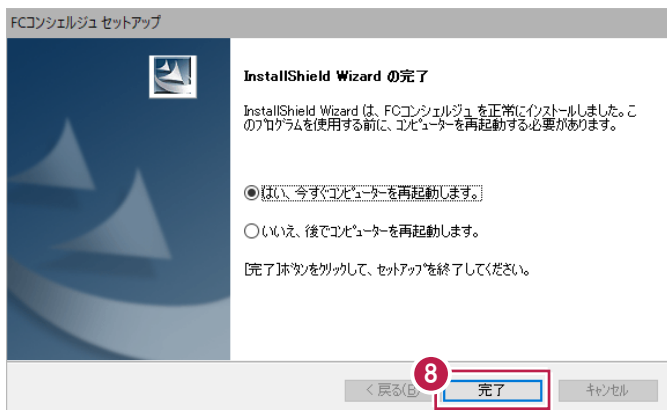 FCコンシェルジュ セットアップ
InstallShield Wizard の完了
InstallShield Wizard は、FCコンシェルジュ を正常にインストールしました。こ
のプログラムを使用する前に、コンピューターを再起動する必要があります。
はい、今すぐコンピューターを再起動します。
いいえ、後でコンピューターを再起動します。
[完了]ボタンをクリックして、セットアップを終了してください。
8
< 戻る(B) 完了 キャンセル